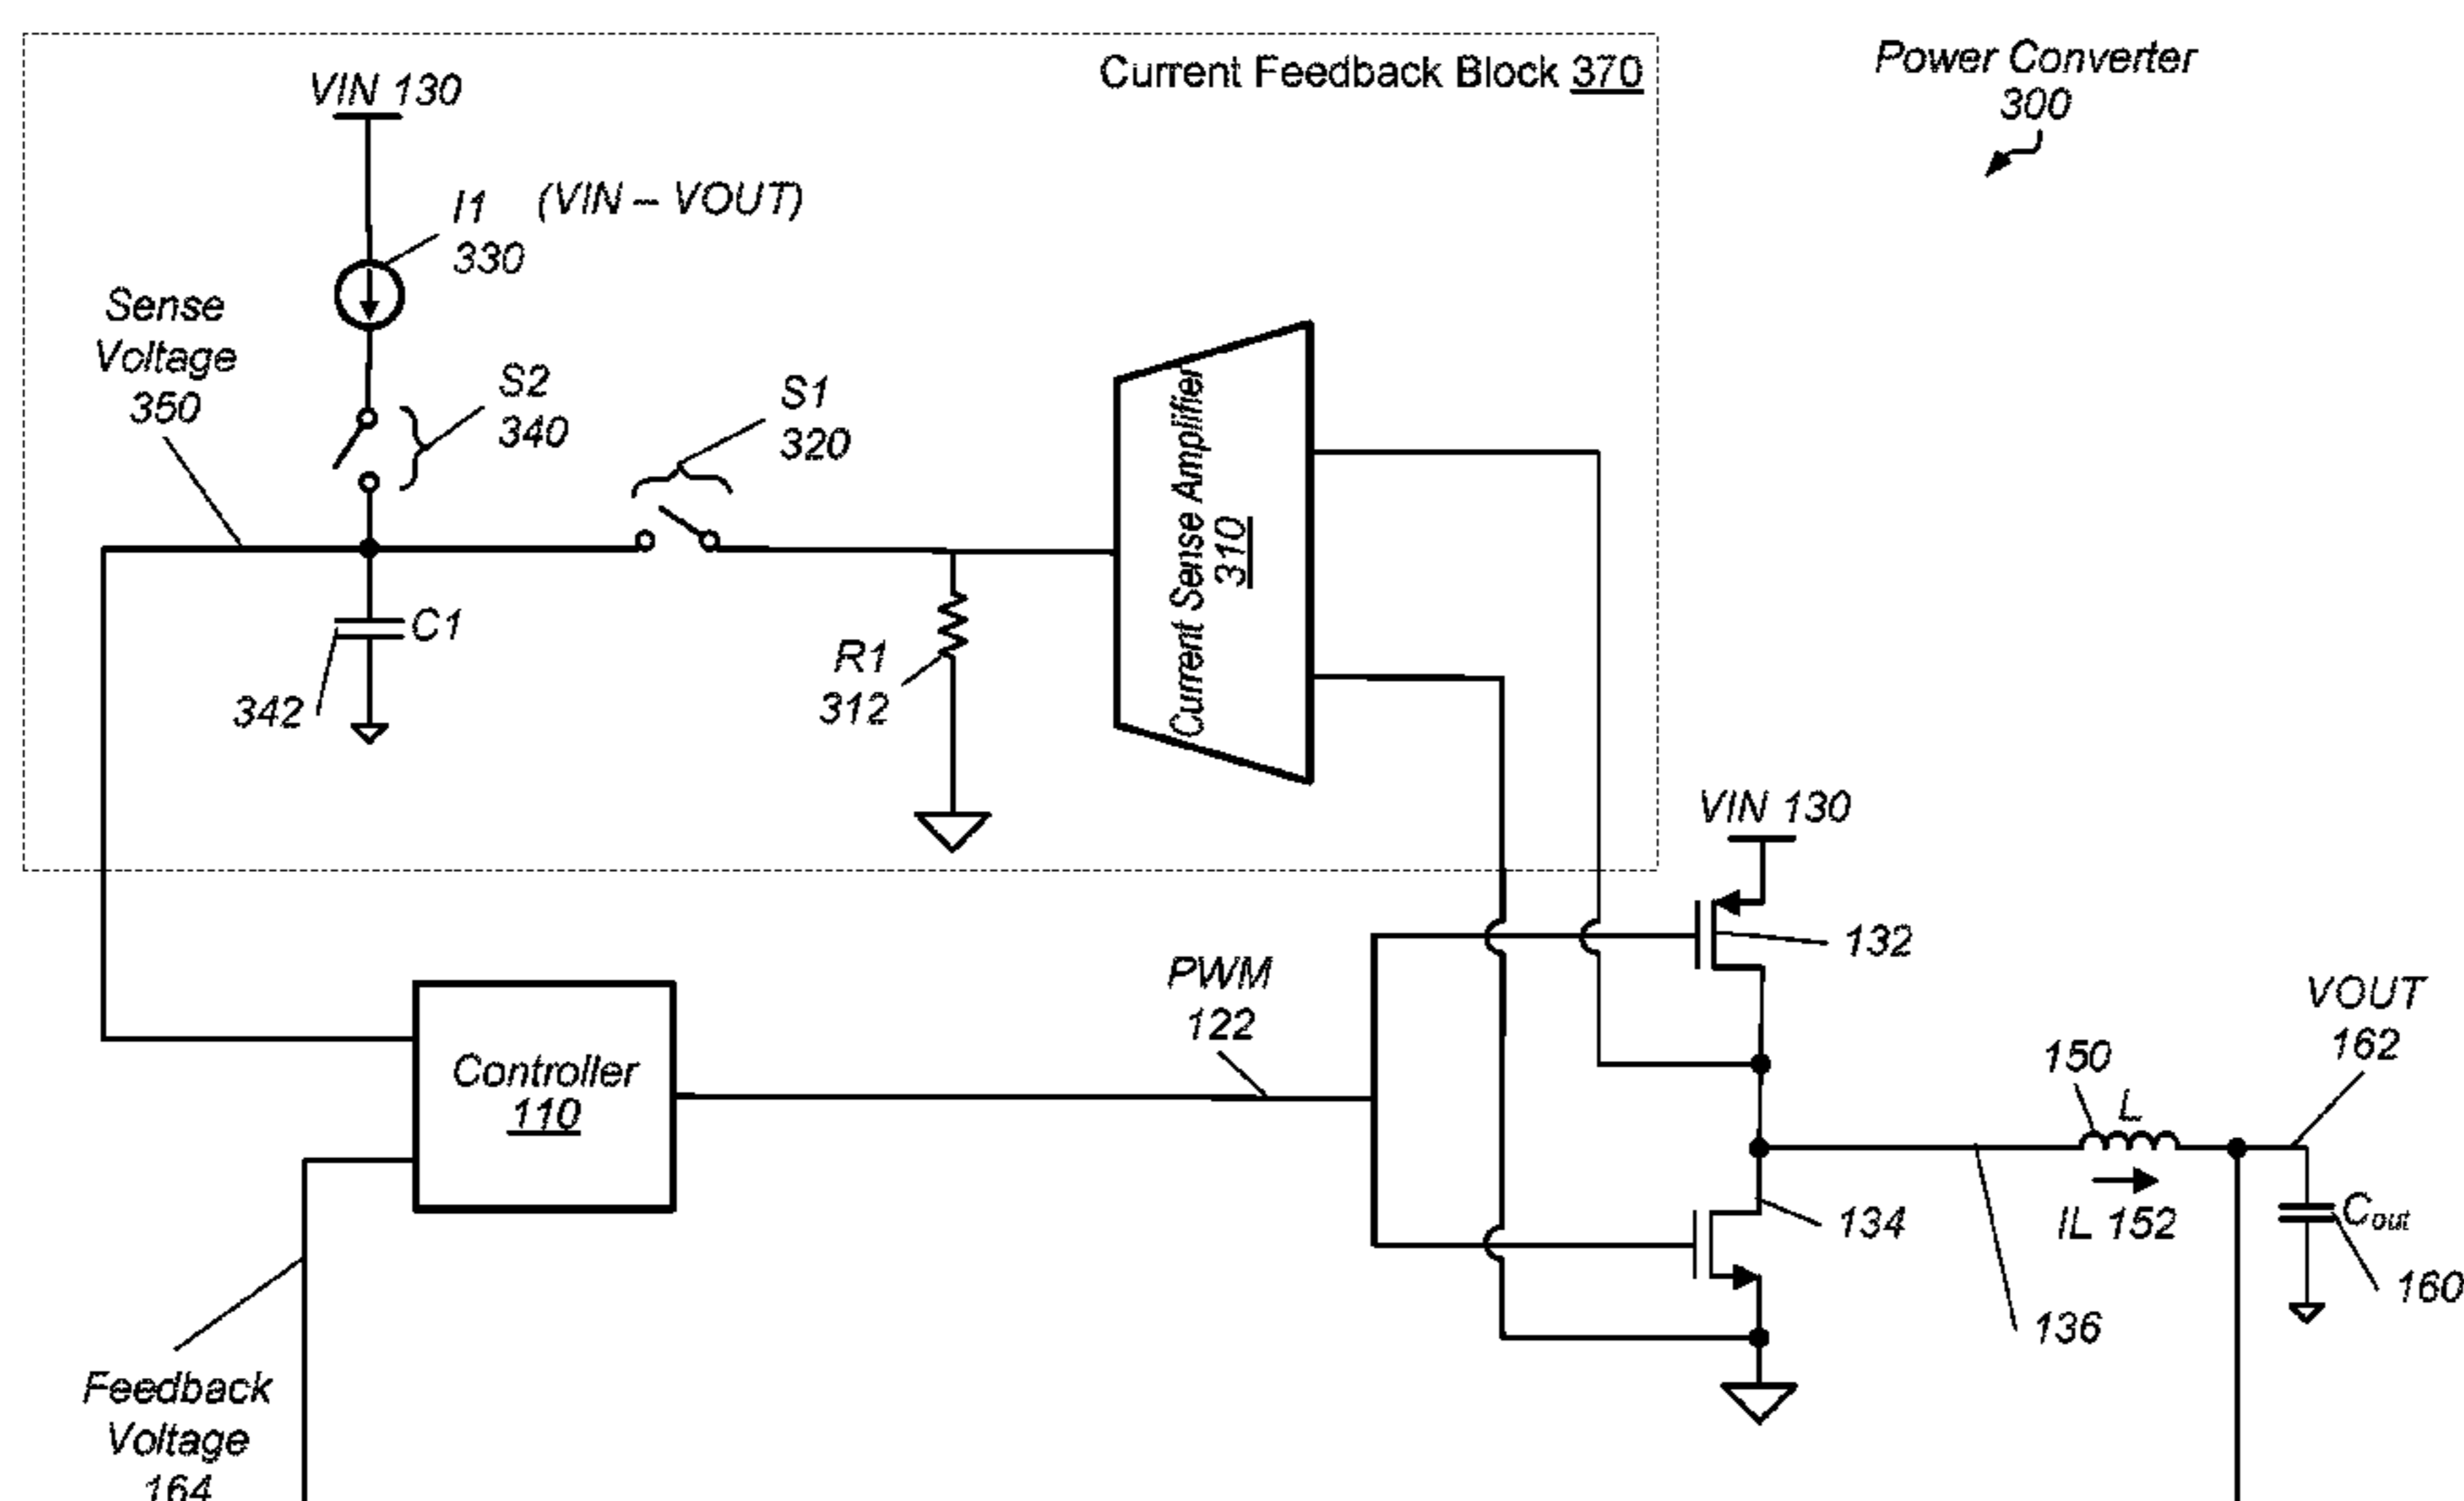 Current Feedback Block 370
Power Converter
300
VIN 130
I1
330
(VIN – VOUT)
Sense
Voltage
350
S2
340
S1
320
Current Sense Amplifier
310
C1
342
R1
312
VIN 130
132
PWM
122
VOUT
162
Controller
110
150
L
IL 152
134
Cout
160
136
Feedback
Voltage
164